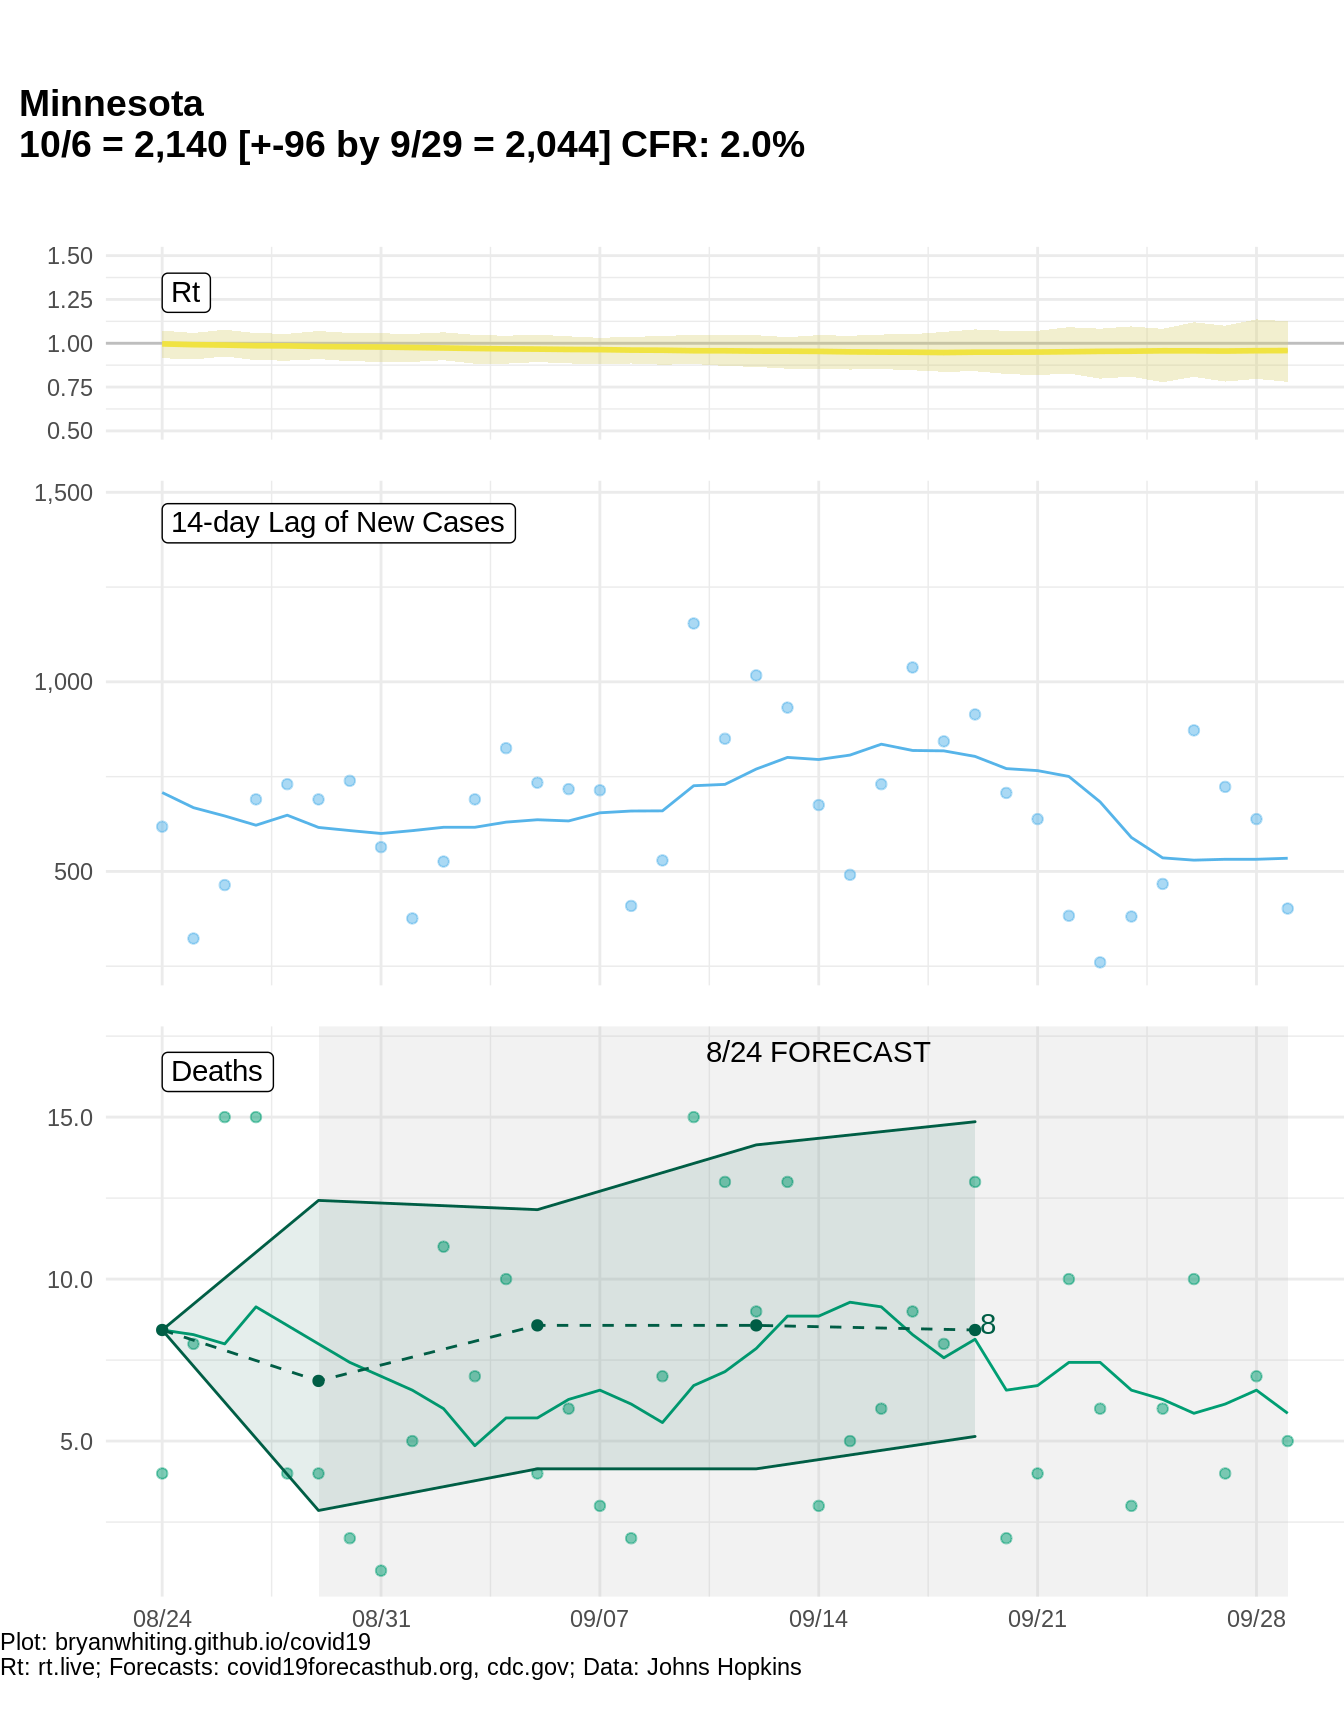 Minnesota
10/6 = 2,140 [+-96 by 9/29 = 2,044] CFR: 2.0%
1.50
Rt
1.25
1.00
0.75
0.50
1,500
14-day Lag of New Cases
1,000
500
8/24 FORECAST
Deaths
15.0
10.0
8
5.0
08/24 08/31 09/07 09/14 09/21 09/28
Plot: bryanwhiting.github.io/covid19
Rt: rt.live; Forecasts: covid19forecasthub.org, cdc.gov; Data: Johns Hopkins